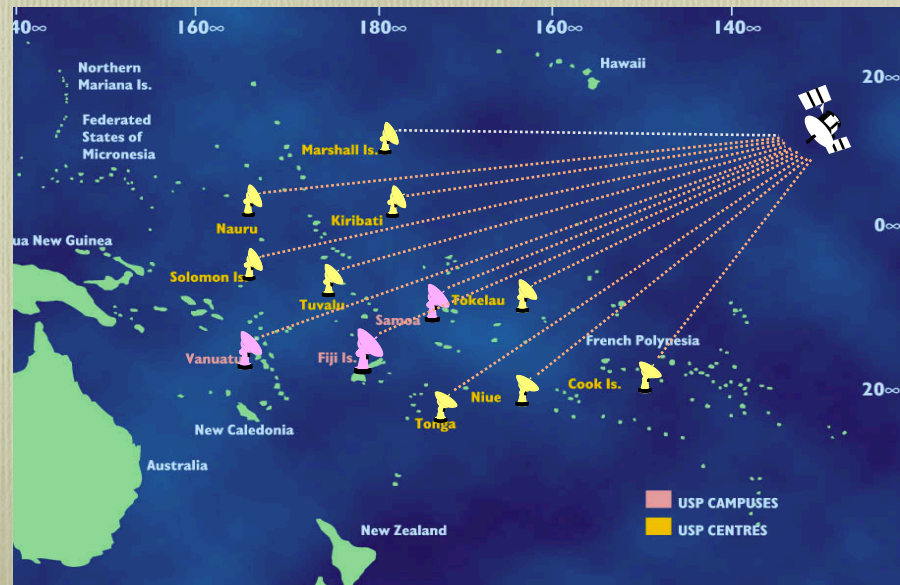 40∞ 160∞ 180∞ 160∞ 140∞
Hawaii
Northern
Mariana Is.
20∞
Federated
States of
Micronesia
Marshall Is.
Kiribati
Nauru
0∞
ua New Guinea
Solomon Is
Tuvalu
Tokelau
Samoa
French Polynesia
Vanuatu
Fiji Is.
Cook Is.
20∞
Niue
Tonga
New Caledonia
Australia
USP CAMPUSES
USP CENTRES
New Zealand